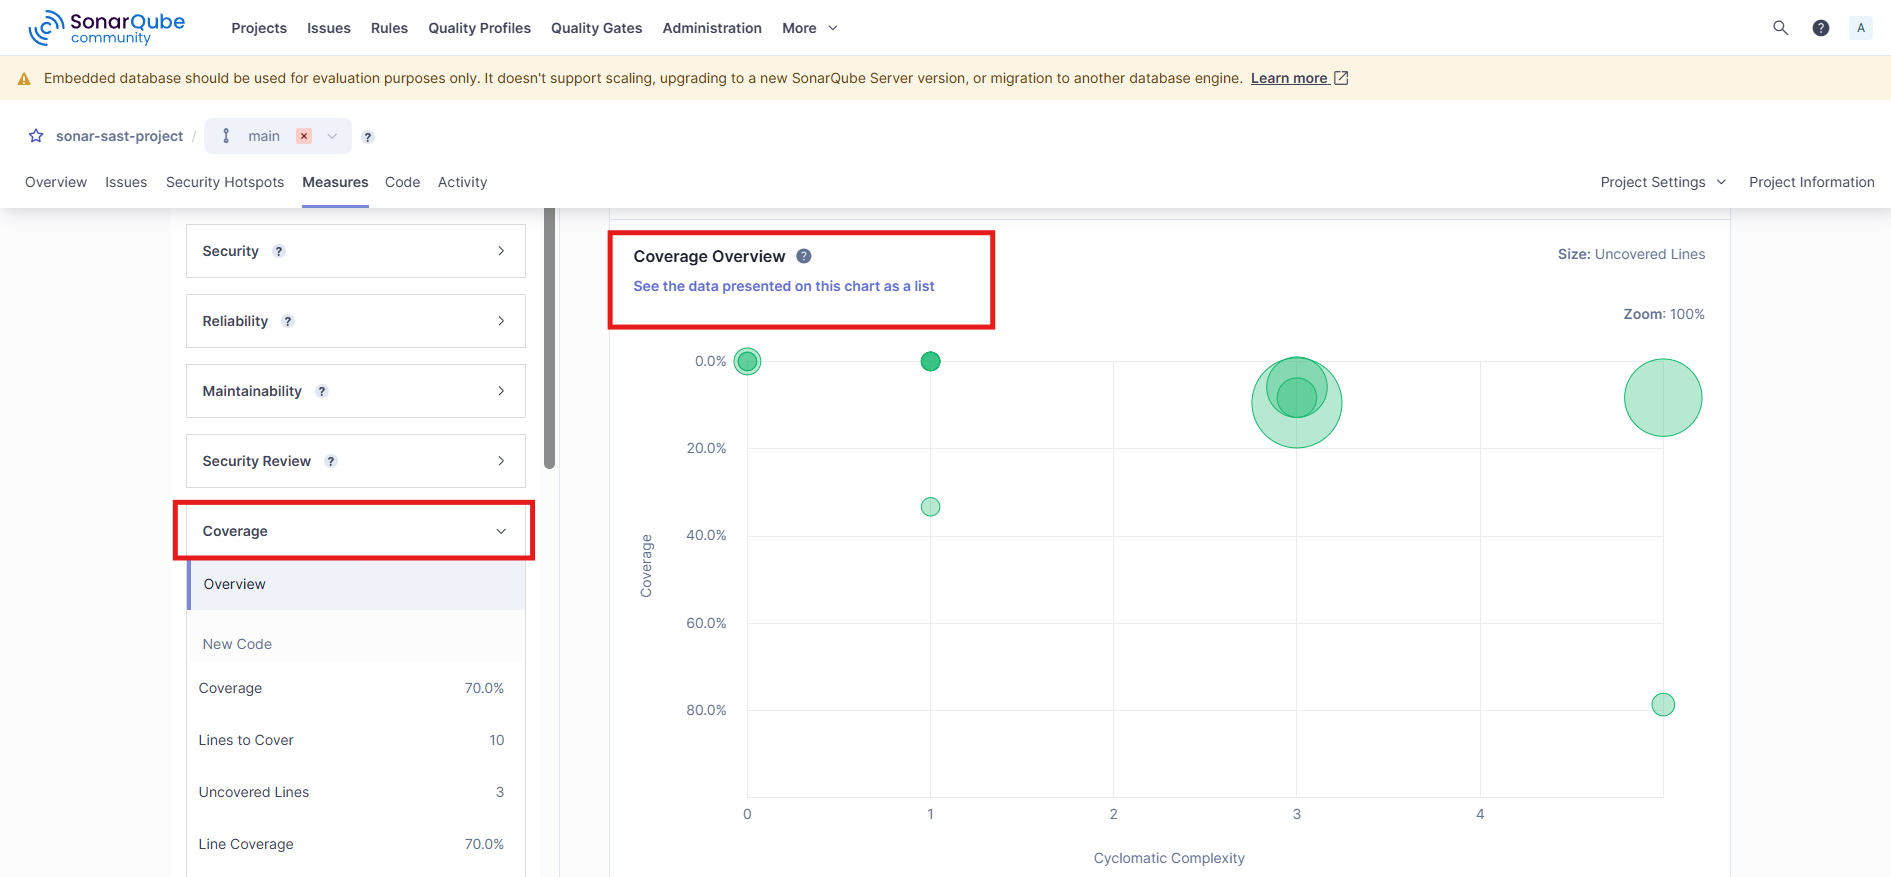 SonarQube community
Projects Issues Rules Quality Profiles Quality Gates Administration More ? A
Embedded database should be used for evaluation purposes only. It doesn't support scaling, upgrading to a new SonarQube Server version, or migration to another database engine. Learn more
sonar-sast-project / main ?
Overview Issues Security Hotspots Measures Code Activity Project Settings Project Information
Security ?
Reliability ?
Maintainability ?
Security Review ?
Coverage
Overview
New Code
Coverage 70.0%
Lines to Cover 10
Uncovered Lines 3
Line Coverage 70.0%
Coverage Overview ?
See the data presented on this chart as a list
Size: Uncovered Lines
Zoom: 100%
0.0%
20.0%
40.0%
60.0%
80.0%
Coverage
0 1 2 3 4
Cyclomatic Complexity